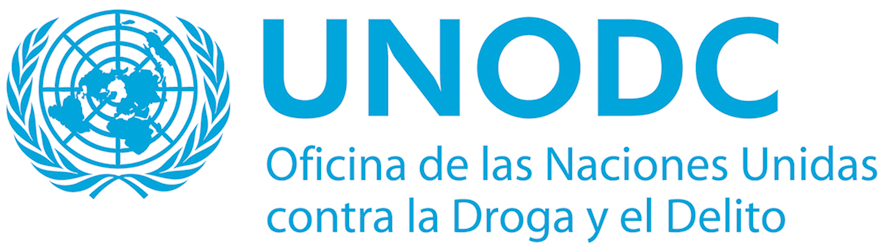 UNODC
Oficina de las Naciones Unidas
contra la Droga y el Delito